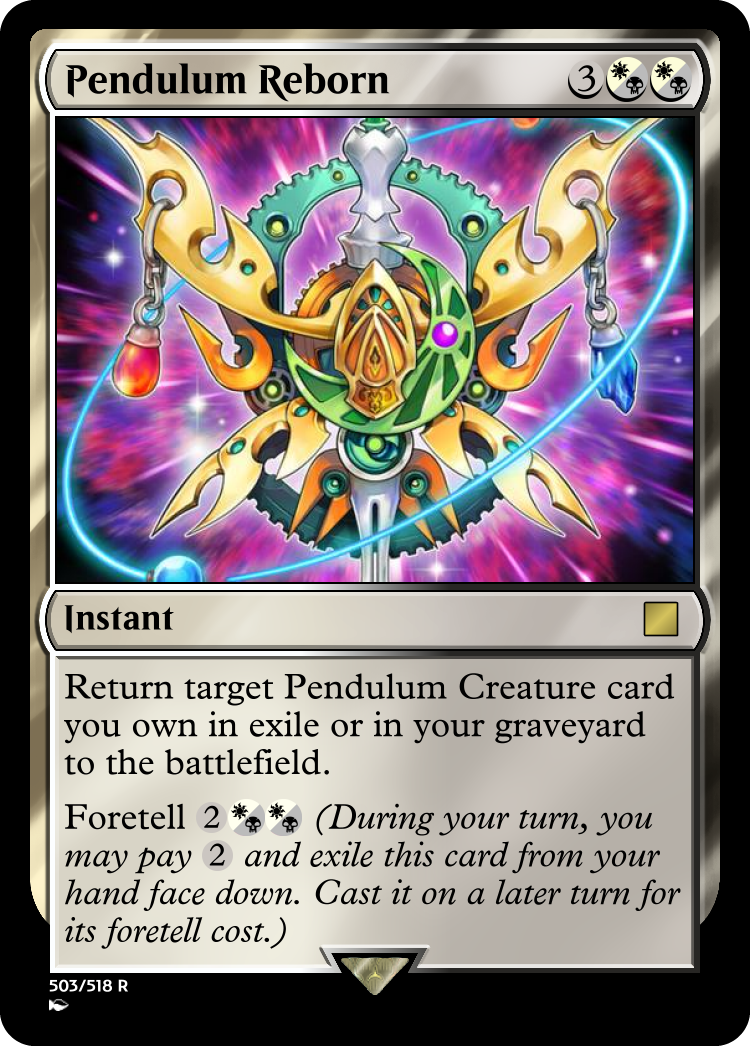 Pendulum Reborn 3
Instant
Return target Pendulum Creature card
you own in exile or in your graveyard
to the battlefield.
Foretell 2 (During your turn, you
may pay 2 and exile this card from your
hand face down. Cast it on a later turn for
its foretell cost.)
503/518 R